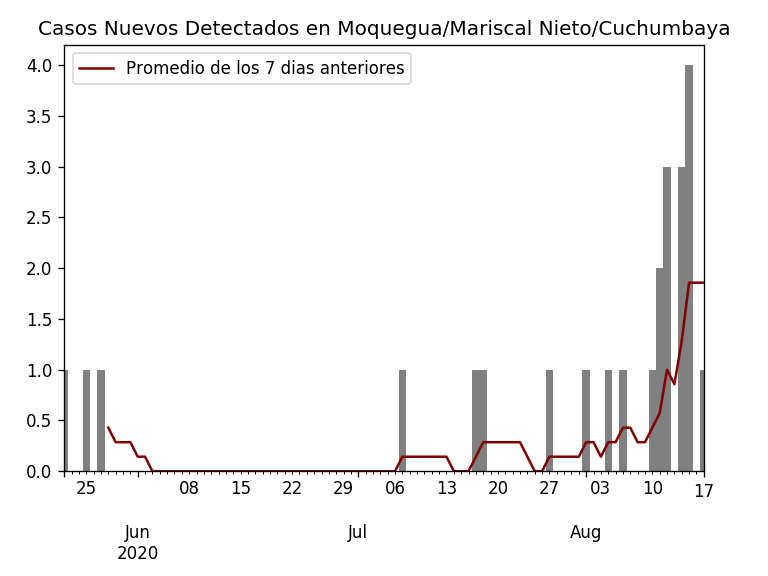 Casos Nuevos Detectados en Moquegua/Mariscal Nieto/Cuchumbaya
Promedio de los 7 dias anteriores
4.0
3.5
3.0
2.5
2.0
1.5
1.0
0.5
0.0
25 08 15 22 29 06 13 20 27 03 10 17
Jun Jul Aug
2020